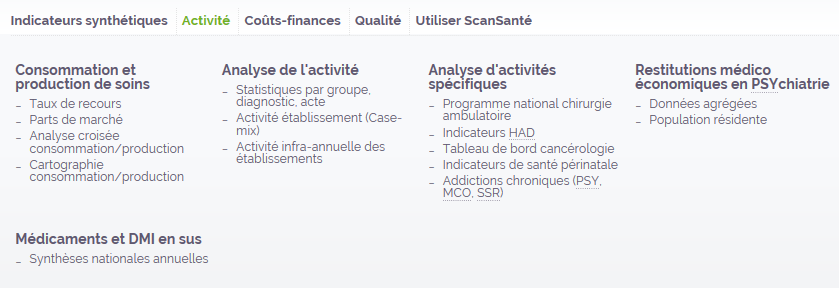 Indicateurs synthétiques Activité Coûts-finances Qualité Utiliser ScanSanté
Consommation et
production de soins
– Taux de recours
– Parts de marché
– Analyse croisée
consommation/production
– Cartographie
consommation/production
Analyse de l'activité
– Statistiques par groupe,
diagnostic, acte
– Activité établissement (Case-
mix)
– Activité infra-annuelle des
établissements
Analyse d'activités
spécifiques
– Programme national chirurgie
ambulatoire
– Indicateurs HAD
– Tableau de bord cancérologie
– Indicateurs de santé périnatale
– Addictions chroniques (PSY,
MCO, SSR)
Restitutions médico
économiques en PSYchiatrie
– Données agrégées
– Population résidente
Médicaments et DMI en sus
– Synthèses nationales annuelles